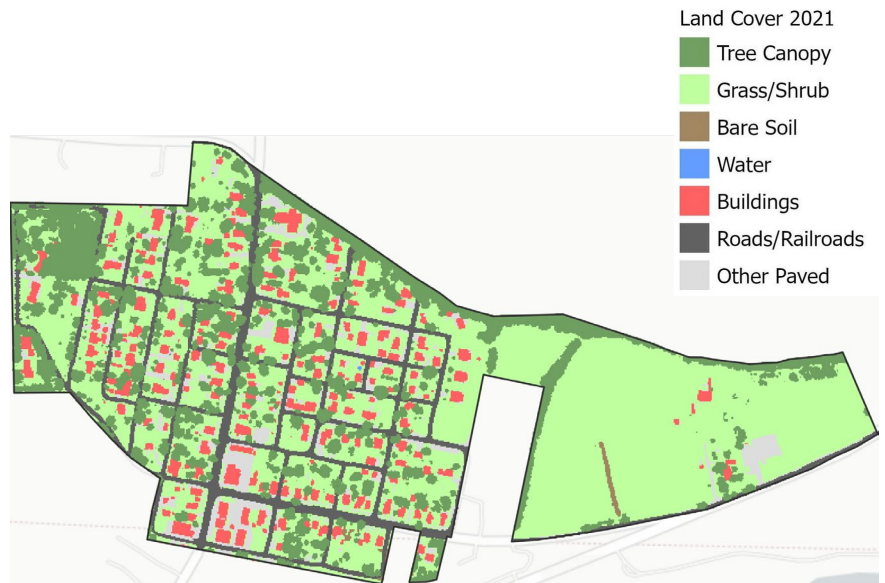 Land Cover 2021
Tree Canopy
Grass/Shrub
Bare Soil
Water
Buildings
Roads/Railroads
Other Paved